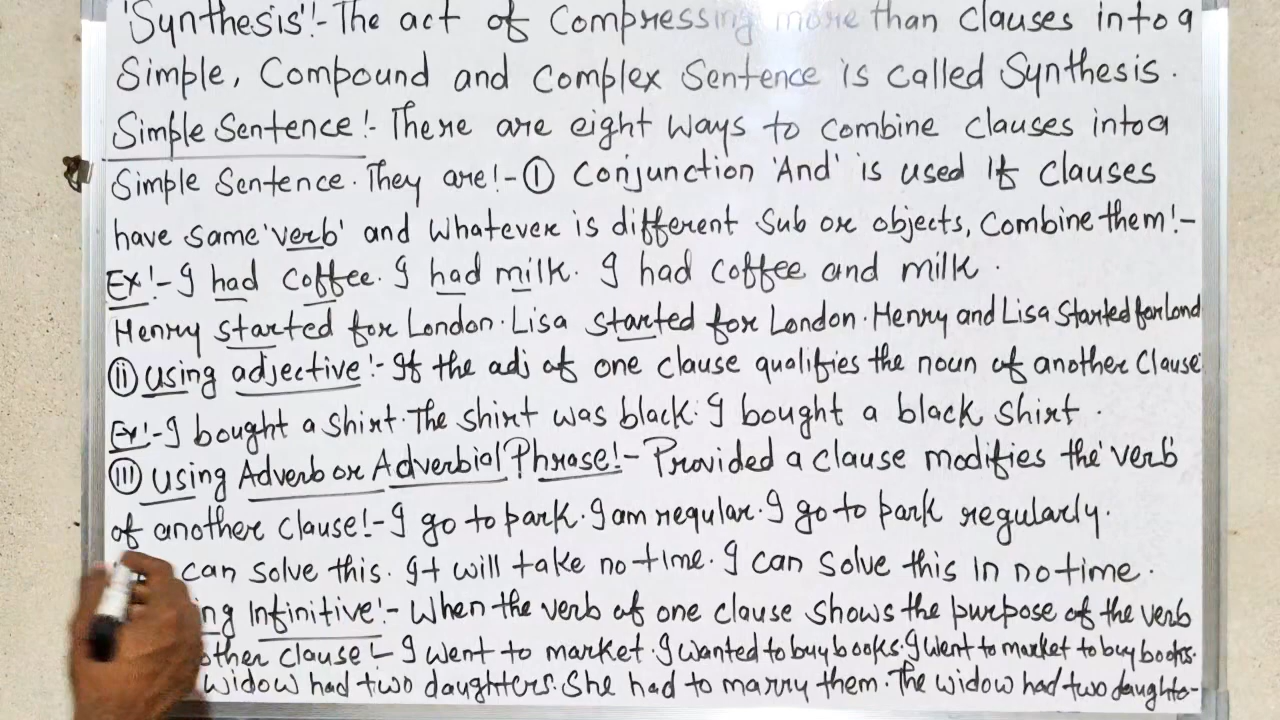 'Synthesis'!- The act of Compressing more than clauses into a
Simple, Compound and Complex Sentence is called Synthesis.
Simple Sentence!- There are eight ways to combine clauses into a
Simple Sentence. They are!- ① Conjunction 'And' is used If clauses
have same 'verb' and whatever is different sub or objects, Combine them!-
Ex!- I had coffee. I had milk. I had coffee and milk.
Henry started for London. Lisa started for London. Henry and Lisa started for Lond
ⅱ using adjective!- If the adj of one clause qualifies the noun of another Clause
Ex!- I bought a shirt. The shirt was black. I bought a black shirt.
ⅲ using Adverb or Adverbial Phrase!- Provided a clause modifies the 'verb'
of another clause!- I go to park. I am regular. I go to park regularly.
can solve this. It will take no time. I can solve this in no time.
ng Infinitive!- When the verb of one clause shows the purpose of the verb
other clause!- I went to market. I wanted to buy books. I went to market to buy books.
widow had two daughters. She had to marry them. The widow had two daughte-